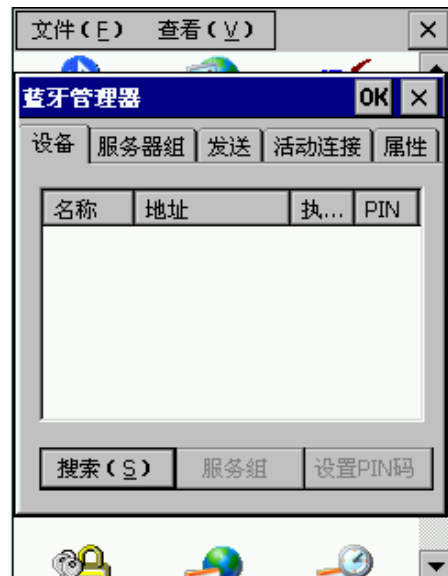 文件(F) 查看(V) ×
蓝牙管理器 OK ×
设备 服务器组 发送 活动连接 属性
名称 地址 执... PIN
搜索(S) 服务组 设置PIN码